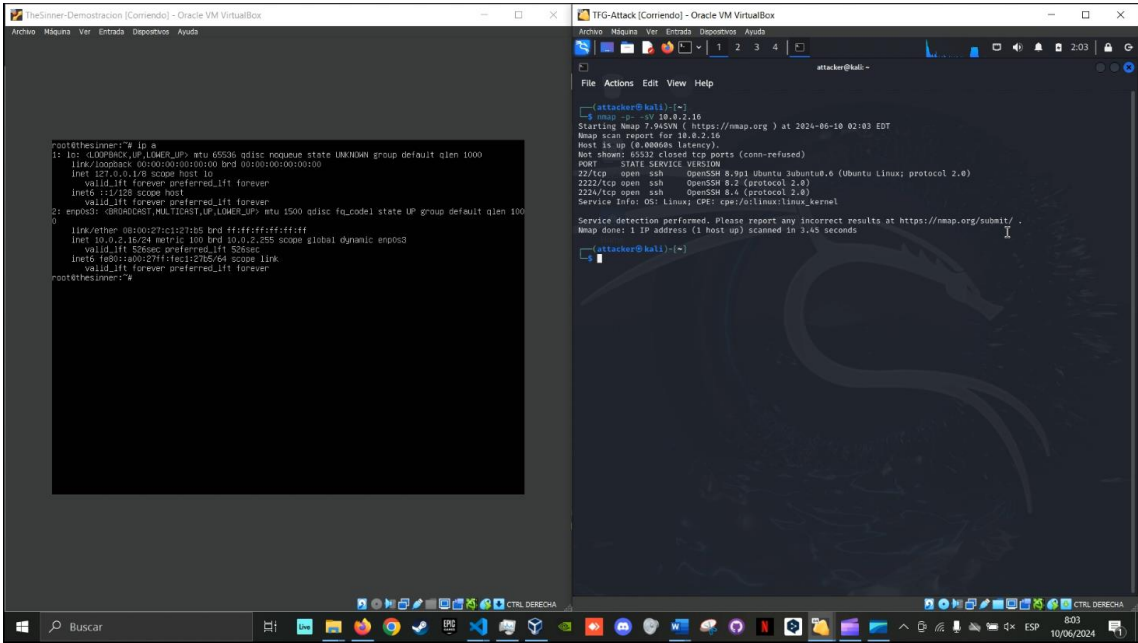 TheSinner-Demostracion [Corriendo] - Oracle VM VirtualBox
Archivo Máquina Ver Entrada Dispositivos Ayuda
root@thesinner:~# ip a
1: lo: <LOOPBACK,UP,LOWER_UP> mtu 65536 qdisc noqueue state UNKNOWN group default qlen 1000
link/loopback 00:00:00:00:00:00 brd 00:00:00:00:00:00
inet 127.0.0.1/8 scope host lo
valid_lft forever preferred_lft forever
inet6 ::1/128 scope host
valid_lft forever preferred_lft forever
2: enp0s3: <BROADCAST,MULTICAST,UP,LOWER_UP> mtu 1500 qdisc fq_codel state UP group default qlen 100
0
link/ether 08:00:27:c1:27:b5 brd ff:ff:ff:ff:ff:ff
inet 10.0.2.16/24 metric 100 brd 10.0.2.255 scope global dynamic enp0s3
valid_lft 526sec preferred_lft 526sec
inet6 fe80::a00:27ff:fec1:27b5/64 scope link
valid_lft forever preferred_lft forever
root@thesinner:~#
CTRL DERECHA
TFG-Attack [Corriendo] - Oracle VM VirtualBox
Archivo Máquina Ver Entrada Dispositivos Ayuda
1 2 3 4
2:03
attacker@kali: ~
File Actions Edit View Help
(attacker㉿kali)-[~]
$ nmap -p- -sV 10.0.2.16
Starting Nmap 7.94SVN ( https://nmap.org ) at 2024-06-10 02:03 EDT
Nmap scan report for 10.0.2.16
Host is up (0.00060s latency).
Not shown: 65532 closed tcp ports (conn-refused)
PORT STATE SERVICE VERSION
22/tcp open ssh OpenSSH 8.9p1 Ubuntu 3ubuntu0.6 (Ubuntu Linux; protocol 2.0)
2222/tcp open ssh OpenSSH 8.2 (protocol 2.0)
2224/tcp open ssh OpenSSH 8.4 (protocol 2.0)
Service Info: OS: Linux; CPE: cpe:/o:linux:linux_kernel
Service detection performed. Please report any incorrect results at https://nmap.org/submit/ .
Nmap done: 1 IP address (1 host up) scanned in 3.45 seconds
(attacker㉿kali)-[~]
$
CTRL DERECHA
Buscar
Live
EPIC
ESP
8:03
10/06/2024